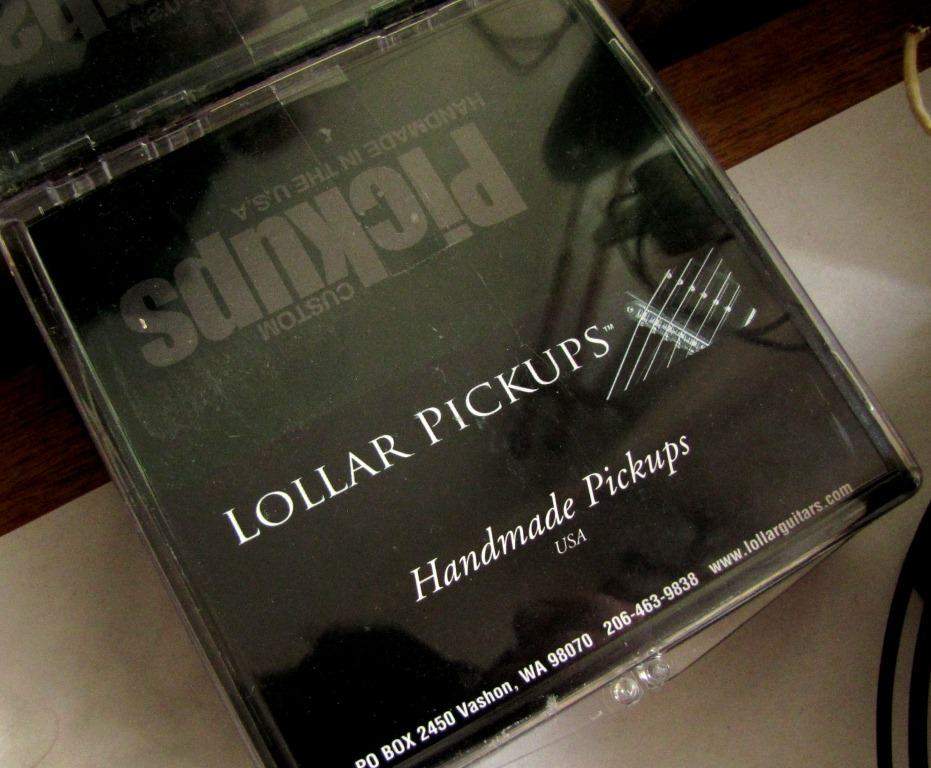 HANDMADE IN THE U.S.A
Pickups
CUSTOM
LOLLAR PICKUPS™
Handmade Pickups
USA
PO BOX 2450 Vashon, WA 98070 206-463-9838 www.lollarguitars.com